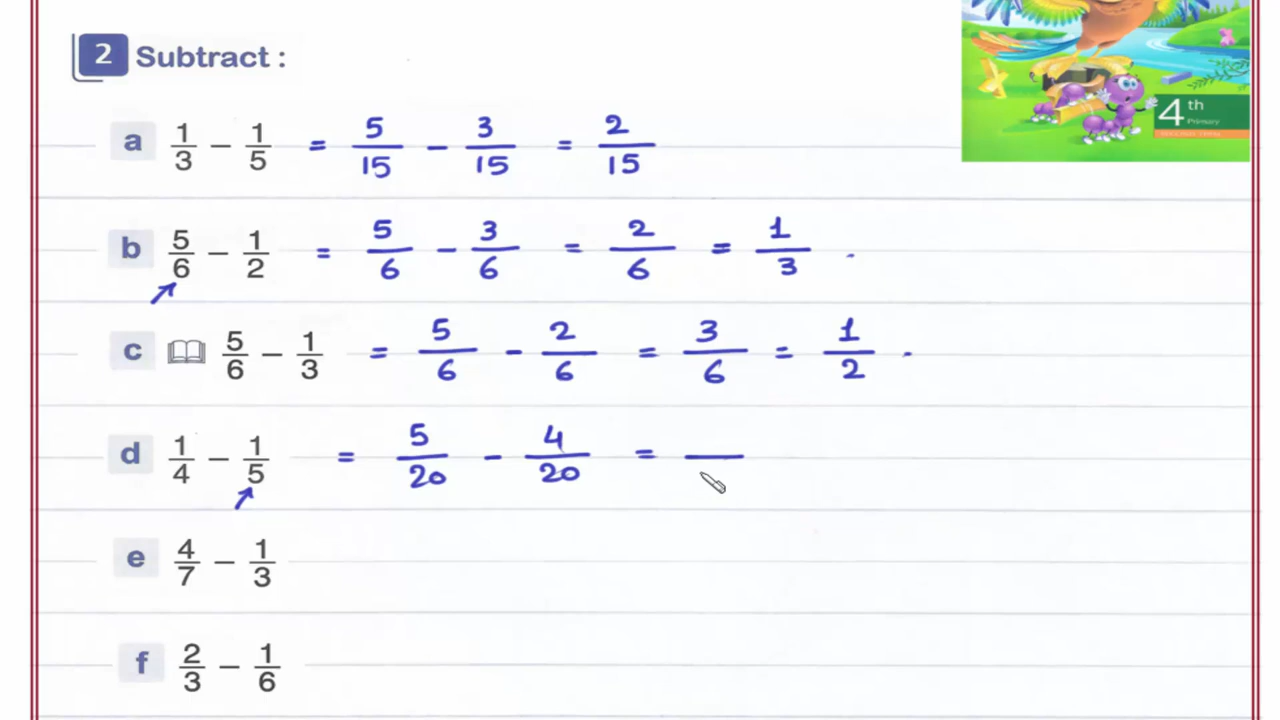 2 Subtract :
4th
Primary
a 1/3 − 1/5 = 5/15 − 3/15 = 2/15
b 5/6 − 1/2 = 5/6 − 3/6 = 2/6 = 1/3 .
c 5/6 − 1/3 = 5/6 − 2/6 = 3/6 = 1/2 .
d 1/4 − 1/5 = 5/20 − 4/20 =
e 4/7 − 1/3
f 2/3 − 1/6